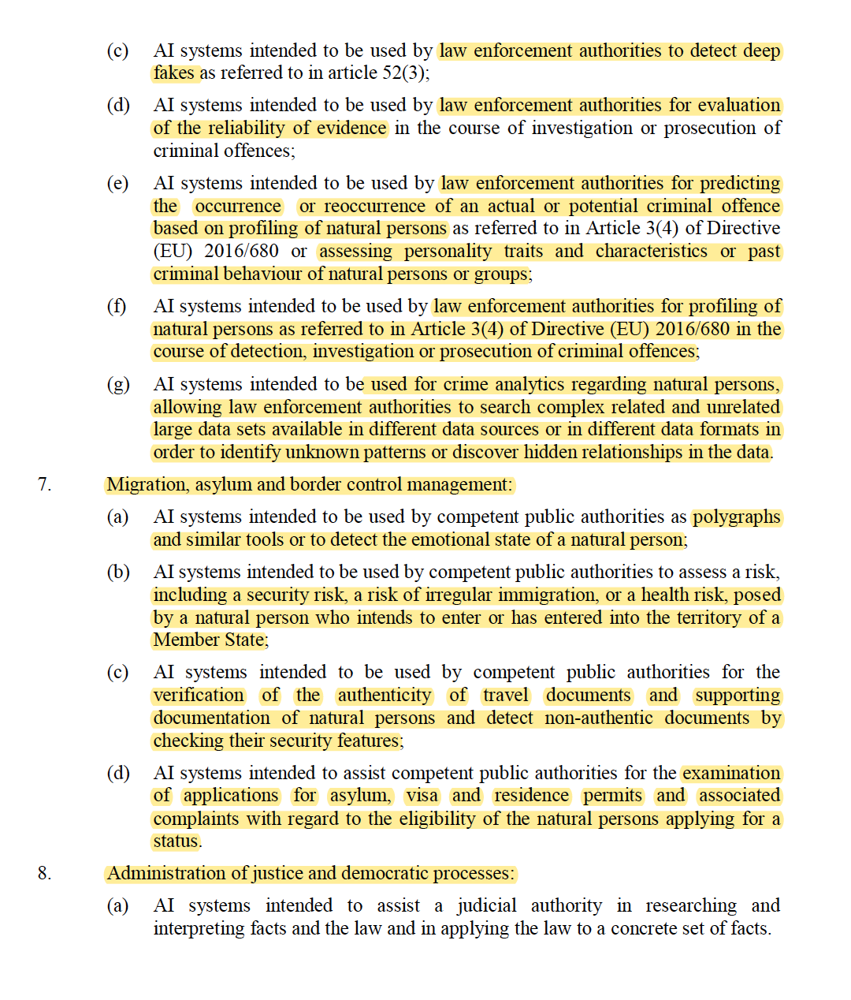 (c) AI systems intended to be used by law enforcement authorities to detect deep
fakes as referred to in article 52(3);
(d) AI systems intended to be used by law enforcement authorities for evaluation
of the reliability of evidence in the course of investigation or prosecution of
criminal offences;
(e) AI systems intended to be used by law enforcement authorities for predicting
the occurrence or reoccurrence of an actual or potential criminal offence
based on profiling of natural persons as referred to in Article 3(4) of Directive
(EU) 2016/680 or assessing personality traits and characteristics or past
criminal behaviour of natural persons or groups;
(f) AI systems intended to be used by law enforcement authorities for profiling of
natural persons as referred to in Article 3(4) of Directive (EU) 2016/680 in the
course of detection, investigation or prosecution of criminal offences;
(g) AI systems intended to be used for crime analytics regarding natural persons,
allowing law enforcement authorities to search complex related and unrelated
large data sets available in different data sources or in different data formats in
order to identify unknown patterns or discover hidden relationships in the data.
7. Migration, asylum and border control management:
(a) AI systems intended to be used by competent public authorities as polygraphs
and similar tools or to detect the emotional state of a natural person;
(b) AI systems intended to be used by competent public authorities to assess a risk,
including a security risk, a risk of irregular immigration, or a health risk, posed
by a natural person who intends to enter or has entered into the territory of a
Member State;
(c) AI systems intended to be used by competent public authorities for the
verification of the authenticity of travel documents and supporting
documentation of natural persons and detect non-authentic documents by
checking their security features;
(d) AI systems intended to assist competent public authorities for the examination
of applications for asylum, visa and residence permits and associated
complaints with regard to the eligibility of the natural persons applying for a
status.
8. Administration of justice and democratic processes:
(a) AI systems intended to assist a judicial authority in researching and
interpreting facts and the law and in applying the law to a concrete set of facts.